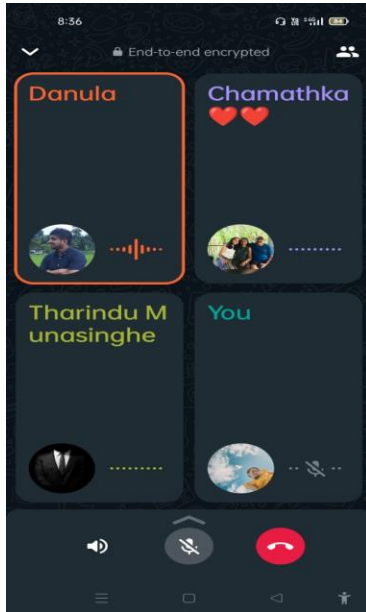 8:36
End-to-end encrypted
Danula
Chamathka
❤️❤️
Tharindu M
unasinghe
You